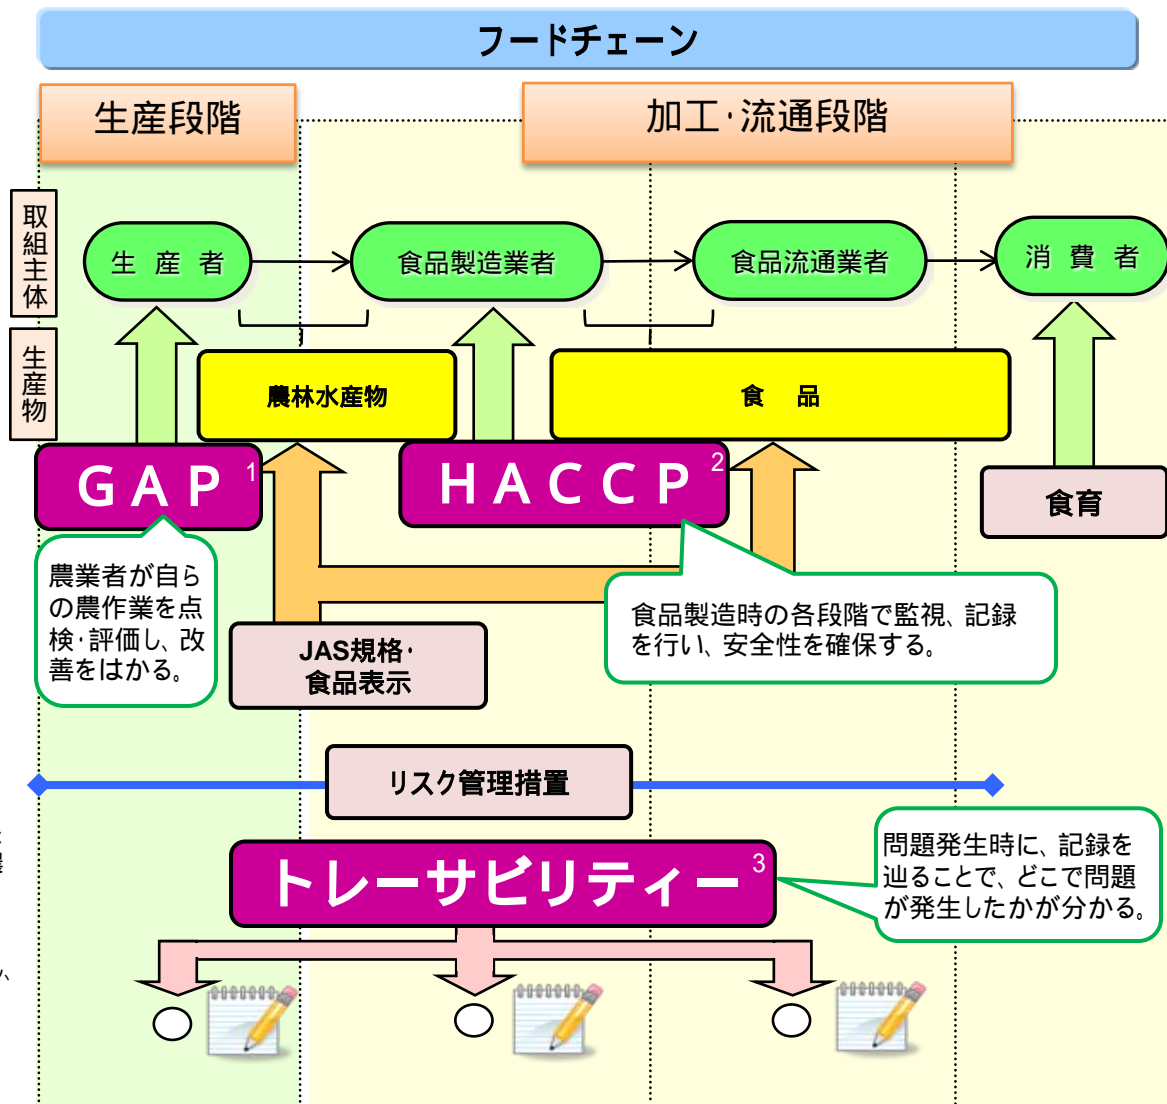 フードチェーン
生産段階
加工・流通段階
取組主体
生 産 者
食品製造業者
食品流通業者
消 費 者
生産物
農林水産物
食 品
GAP 1
HACCP 2
食育
農業者が自ら
の農作業を点
検・評価し、改
善をはかる。
食品製造時の各段階で監視、記録
を行い、安全性を確保する。
JAS規格・
食品表示
リスク管理措置
トレーサビリティー 3
問題発生時に、記録を
辿ることで、どこで問題
が発生したかが分かる。